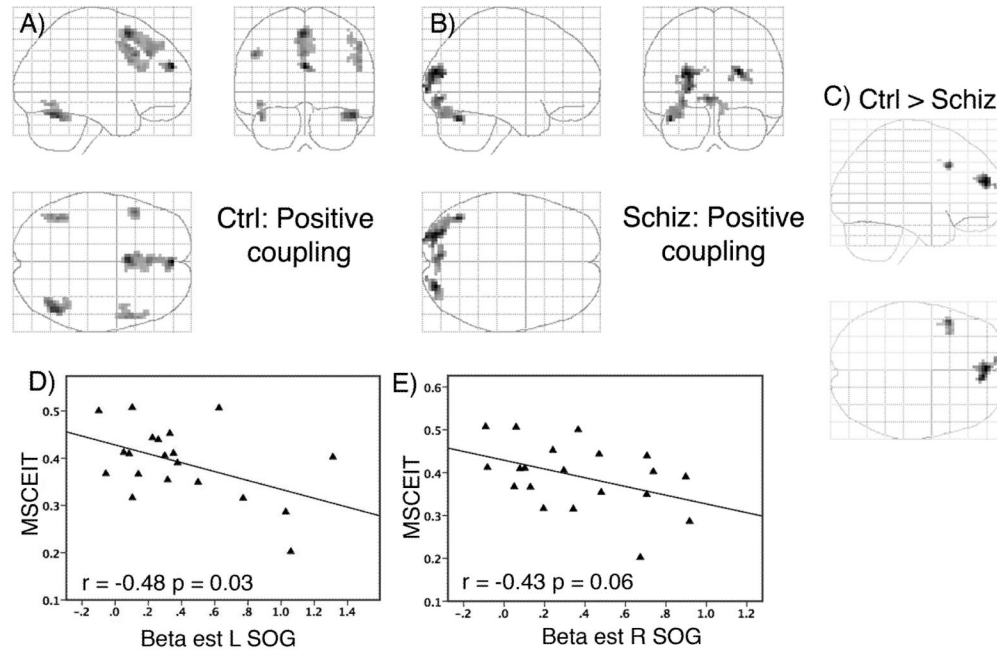 A)
B)
C) Ctrl > Schiz
Ctrl: Positive
coupling
Schiz: Positive
coupling
D)
MSCEIT
0.5
0.4
0.3
0.2
0.1
r = -0.48 p = 0.03
-.2 .0 .2 .4 .6 .8 1.0 1.2 1.4
Beta est L SOG
E)
MSCEIT
0.6
0.5
0.4
0.3
0.2
0.1
r = -0.43 p = 0.06
-.2 .0 .2 .4 .6 .8 1.0 1.2
Beta est R SOG